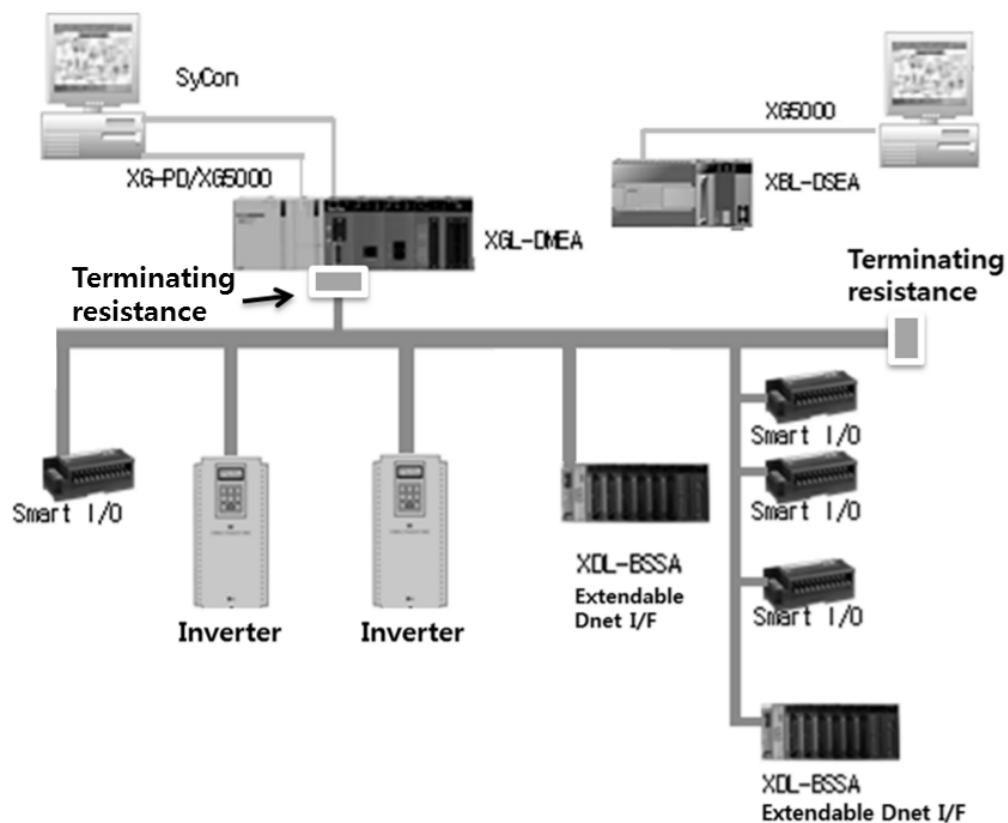 SyCon
XG5000
XG-PD/XG5000
XBL-DSEA
XGL-DMEA
Terminating
resistance
Terminating
resistance
Smart I/O
Smart I/O
Smart I/O
Smart I/O
Inverter
Inverter
XDL-BSSA
Extendable
Dnet I/F
XDL-BSSA
Extendable Dnet I/F